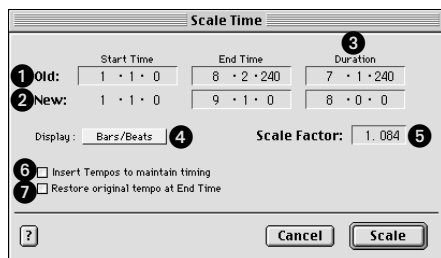 Scale Time
3
Start Time End Time Duration
1 Old: 1 · 1 · 0 8 · 2 · 240 7 · 1 · 240
2 New: 1 · 1 · 0 9 · 1 · 0 8 · 0 · 0
Display : Bars/Beats 4 Scale Factor: 1. 084 5
6 Insert Tempos to maintain timing
7 Restore original tempo at End Time
? Cancel Scale